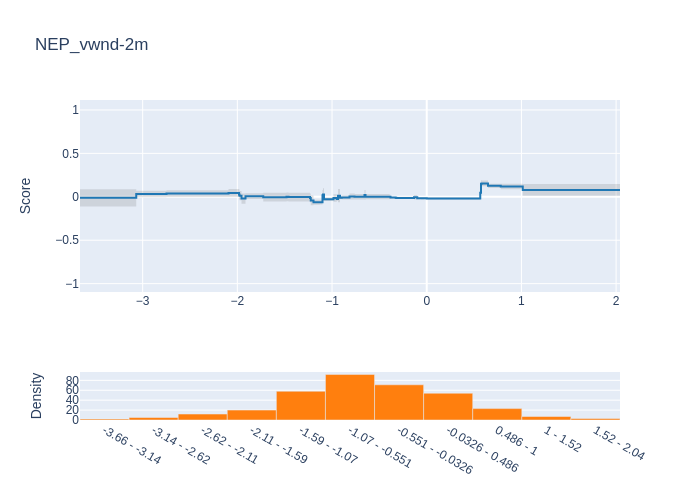 NEP_vwnd-2m
Score
1
0.5
0
−0.5
−1
−3
−2
−1
0
1
2
Density
80
60
40
20
0
-3.66 - -3.14
-3.14 - -2.62
-2.62 - -2.11
-2.11 - -1.59
-1.59 - -1.07
-1.07 - -0.551
-0.551 - -0.0326
-0.0326 - 0.486
0.486 - 1
1 - 1.52
1.52 - 2.04